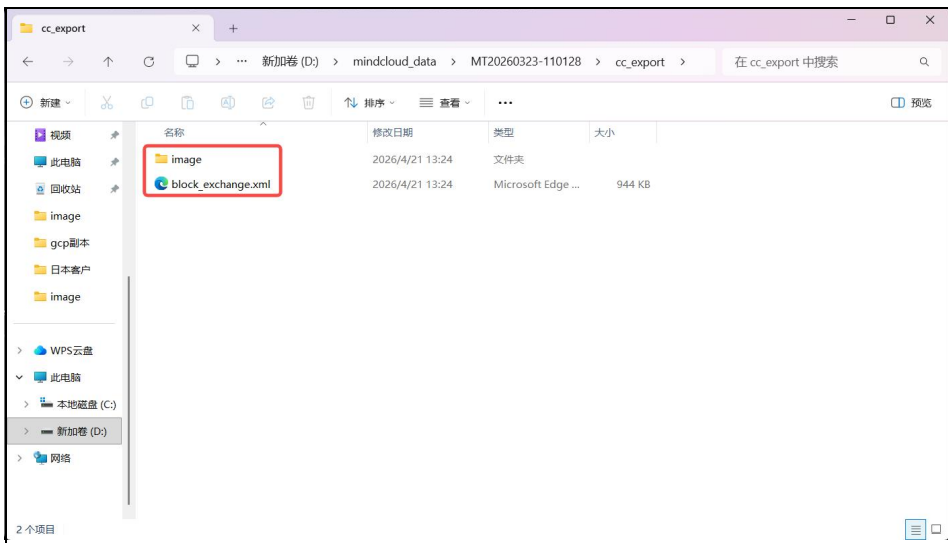 cc_export
新加卷 (D:) > mindcloud_data > MT20260323-110128 > cc_export >
在 cc_export 中搜索
新建
排序
查看
预览
名称
修改日期
类型
大小
image
2026/4/21 13:24
文件夹
block_exchange.xml
2026/4/21 13:24
Microsoft Edge ...
944 KB
视频
此电脑
回收站
image
gcp副本
日本客户
image
WPS云盘
此电脑
本地磁盘 (C:)
新加卷 (D:)
网络
2 个项目